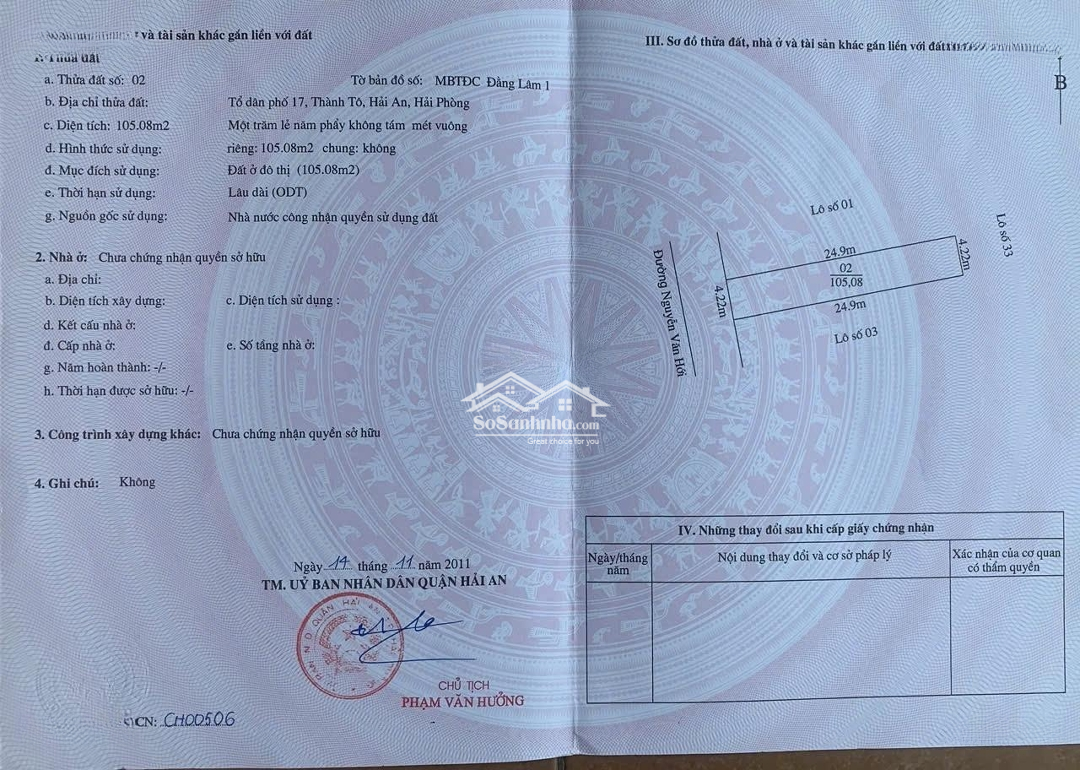 và tài sản khác gắn liền với đất
a. Thửa đất số: 02 Tờ bản đồ số: MBTĐC Đằng Lâm 1
b. Địa chỉ thửa đất: Tổ dân phố 17, Thành Tô, Hải An, Hải Phòng
c. Diện tích: 105.08m2 Một trăm lẻ năm phẩy không tám mét vuông
d. Hình thức sử dụng: riêng: 105.08m2 chung: không
đ. Mục đích sử dụng: Đất ở đô thị (105.08m2)
e. Thời hạn sử dụng: Lâu dài (ODT)
g. Nguồn gốc sử dụng: Nhà nước công nhận quyền sử dụng đất
2. Nhà ở: Chưa chứng nhận quyền sở hữu
a. Địa chỉ:
b. Diện tích xây dựng: c. Diện tích sử dụng :
d. Kết cấu nhà ở:
đ. Cấp nhà ở: e. Số tầng nhà ở:
g. Năm hoàn thành: -/-
h. Thời hạn được sở hữu: -/-
3. Công trình xây dựng khác: Chưa chứng nhận quyền sở hữu
4. Ghi chú: Không
Ngày 17 tháng 11 năm 2011
TM. UỶ BAN NHÂN DÂN QUẬN HẢI AN
CHỦ TỊCH
PHẠM VĂN HƯỞNG
CN: CH00506
SoSanhnha.com
Great choice for you
III. Sơ đồ thửa đất, nhà ở và tài sản khác gắn liền với đất
B
Lô số 01
Lô số 33
24.9m
4.22m
02
105,08
4.22m
24.9m
Lô số 03
Đường Nguyễn Văn Hới
IV. Những thay đổi sau khi cấp giấy chứng nhận
Ngày/tháng năm
Nội dung thay đổi và cơ sở pháp lý
Xác nhận của cơ quan
có thẩm quyền